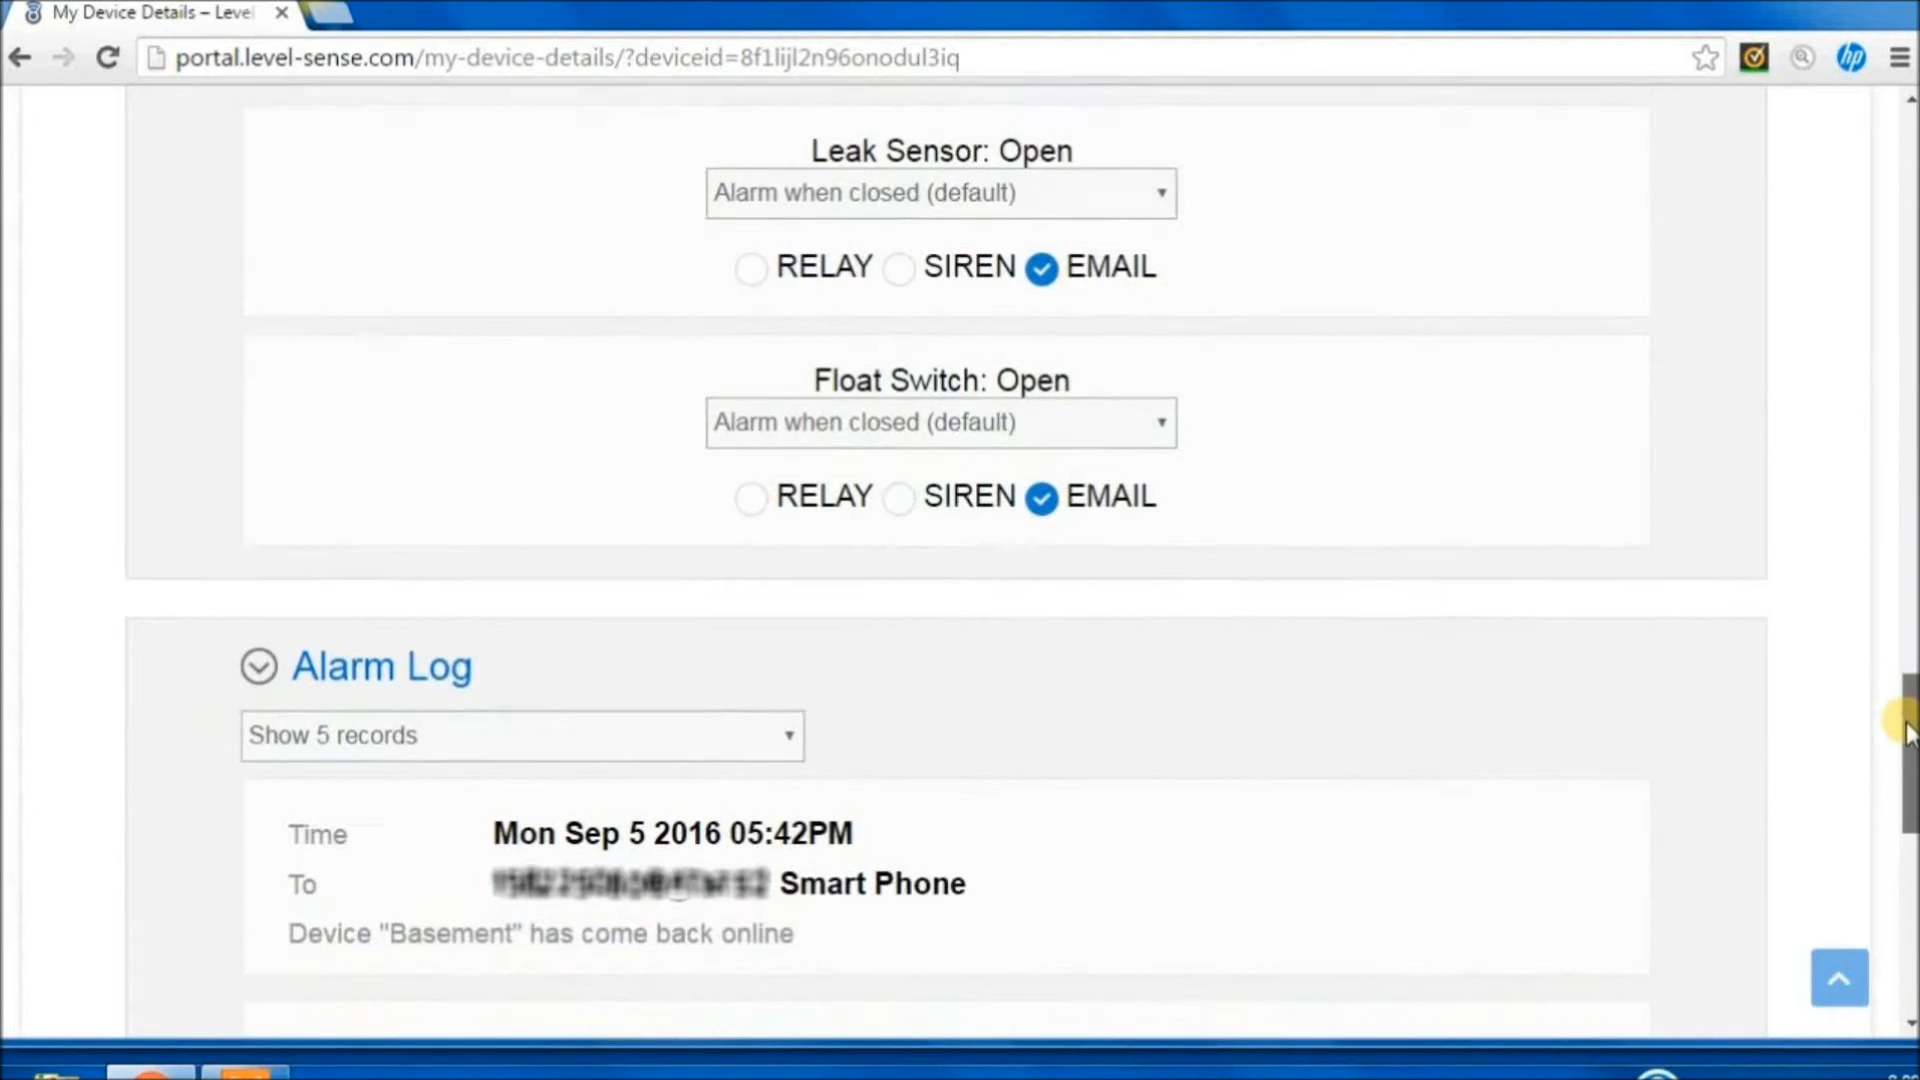 My Device Details – Level
portal.level-sense.com/my-device-details/?deviceid=8f1lijl2n96onodul3iq
Leak Sensor: Open
Alarm when closed (default)
RELAY SIREN EMAIL
Float Switch: Open
Alarm when closed (default)
RELAY SIREN EMAIL
Alarm Log
Show 5 records
Time Mon Sep 5 2016 05:42PM
To Smart Phone
Device "Basement" has come back online
hp